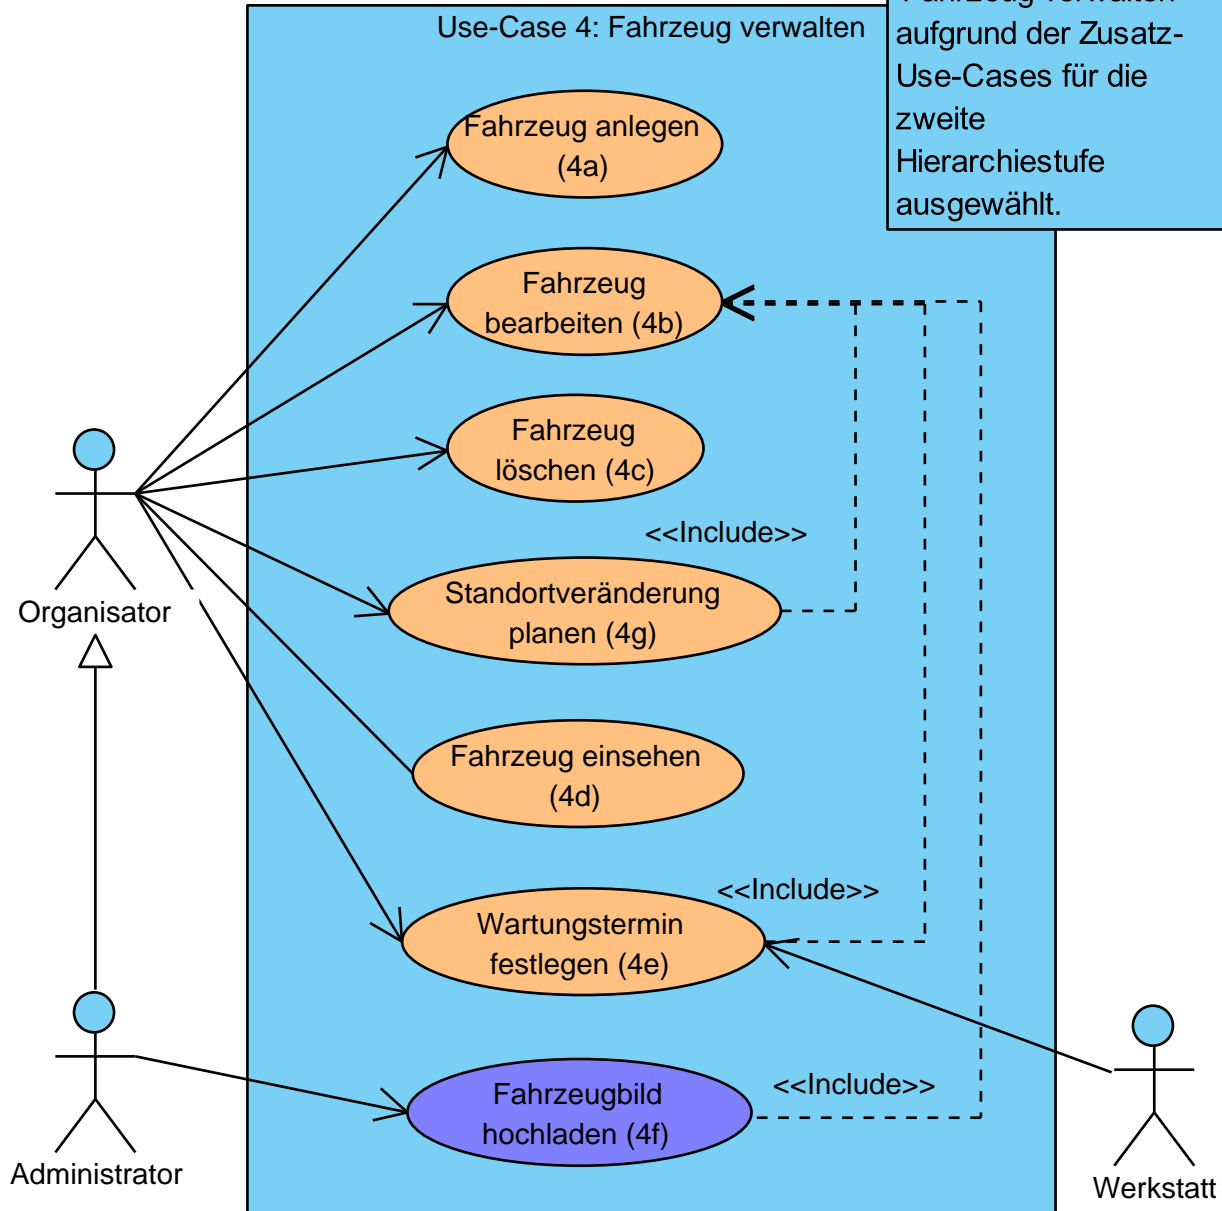 Use-Case 4: Fahrzeug verwalten
aufgrund der Zusatz-
Use-Cases für die
zweite
Hierarchiestufe
ausgewählt.
Fahrzeug anlegen
(4a)
Fahrzeug
bearbeiten (4b)
Fahrzeug
löschen (4c)
<<Include>>
Standortveränderung
planen (4g)
Organisator
Fahrzeug einsehen
(4d)
<<Include>>
Wartungstermin
festlegen (4e)
<<Include>>
Fahrzeugbild
hochladen (4f)
Administrator
Werkstatt